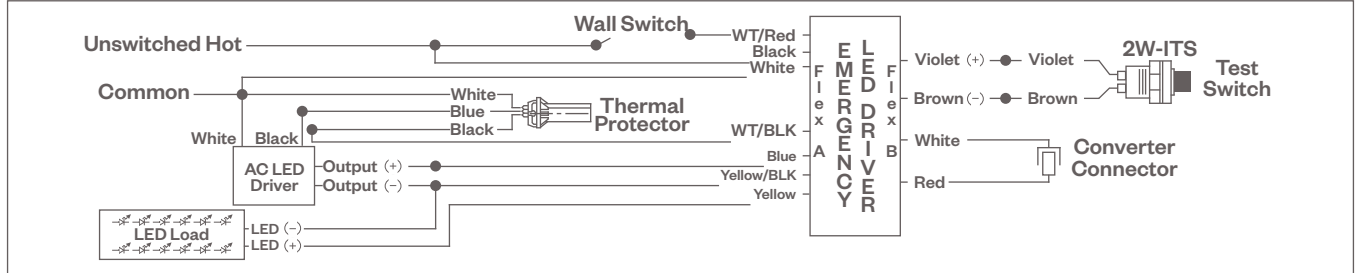 Wall Switch
Unswitched Hot
WT/Red
Black
White
Common
White
Blue
Black
Thermal
Protector
White
Black
WT/BLK
Blue
Yellow/BLK
Yellow
AC LED
Driver
Output (+)
Output (-)
LED Load
LED (-)
LED (+)
Flex A
EMERGENCY
LED DRIVER
Flex B
Violet (+)
Violet
2W-ITS
Test
Switch
Brown (-)
Brown
White
Converter
Connector
Red